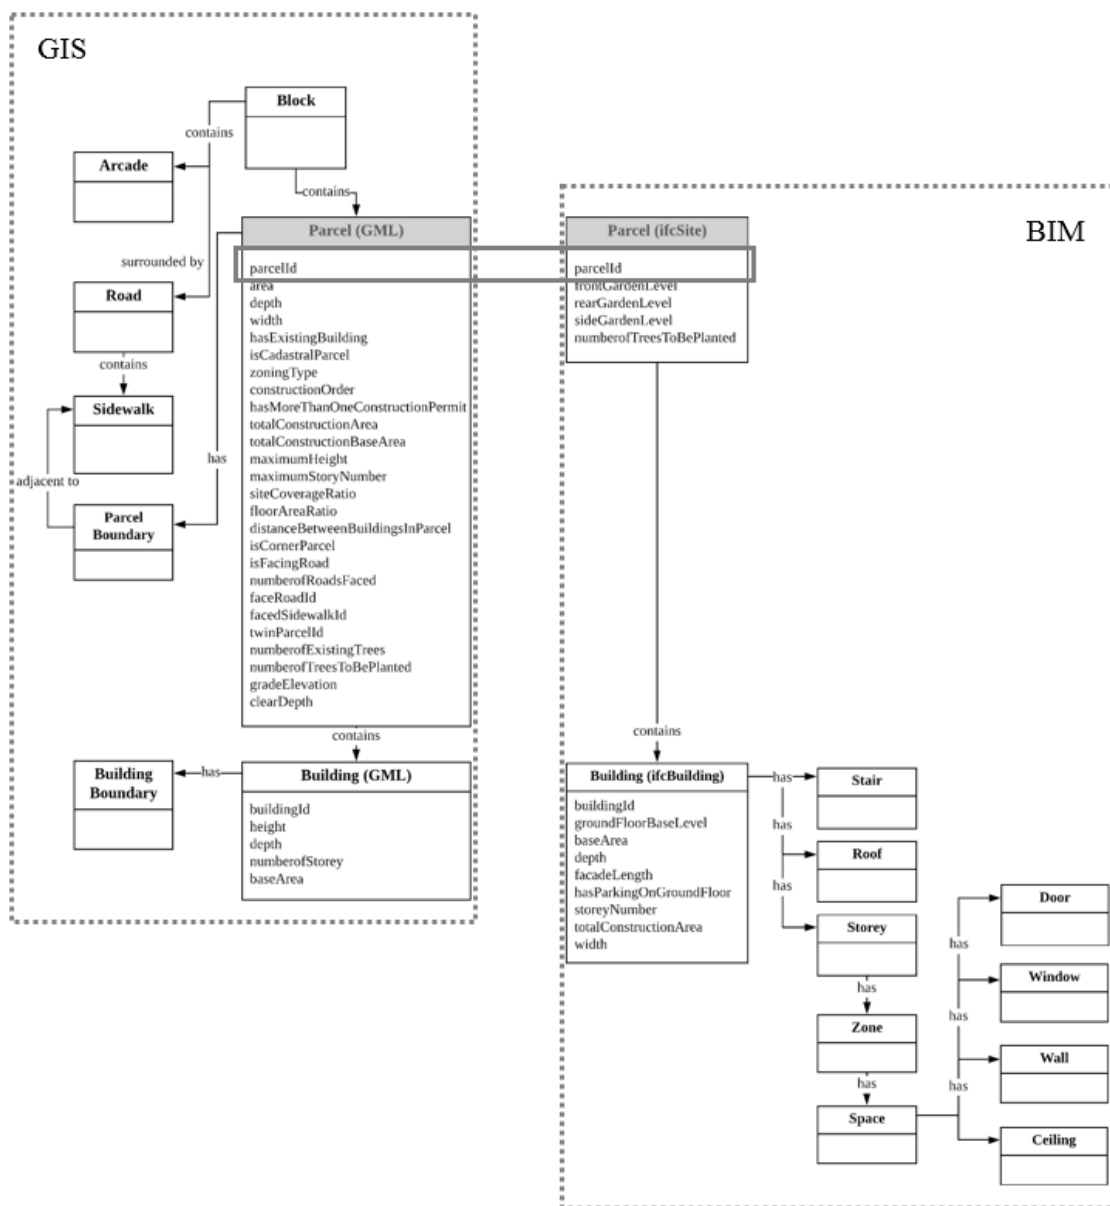 GIS
Block
contains
Arcade
contains
Parcel (GML)
surrounded by
parcelId
area
depth
width
hasExistingBuilding
isCadastralParcel
zoningType
constructionOrder
hasMoreThanOneConstructionPermit
totalConstructionArea
totalConstructionBaseArea
maximumHeight
maximumStoryNumber
siteCoverageRatio
floorAreaRatio
distanceBetweenBuildingsInParcel
isCornerParcel
isFacingRoad
numberofRoadsFaced
faceRoadId
facedSidewalkId
twinParcelId
numberofExistingTrees
numberofTreesToBePlanted
gradeElevation
clearDepth
Road
contains
Sidewalk
has
adjacent to
Parcel
Boundary
contains
Building
Boundary
has
Building (GML)
buildingId
height
depth
numberofStorey
baseArea
BIM
Parcel (ifcSite)
parcelId
frontGardenLevel
rearGardenLevel
sideGardenLevel
numberofTreesToBePlanted
contains
Building (ifcBuilding)
buildingId
groundFloorBaseLevel
baseArea
depth
facadeLength
hasParkingOnGroundFloor
storeyNumber
totalConstructionArea
width
has
Stair
has
Roof
has
Storey
has
Zone
has
Space
Door
has
Window
has
Wall
has
Ceiling